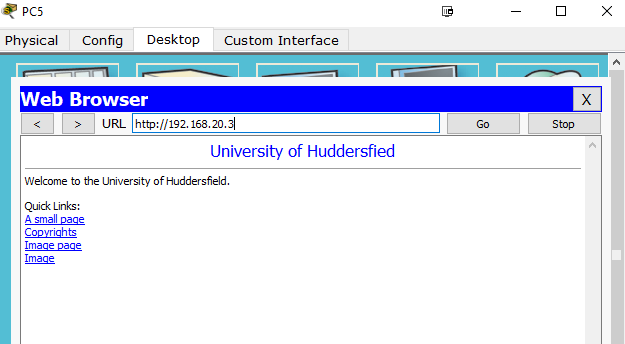 PC5
Physical Config Desktop Custom Interface
Web Browser X
< > URL http://192.168.20.3 Go Stop
University of Huddersfied
Welcome to the University of Huddersfield.
Quick Links:
A small page
Copyrights
Image page
Image